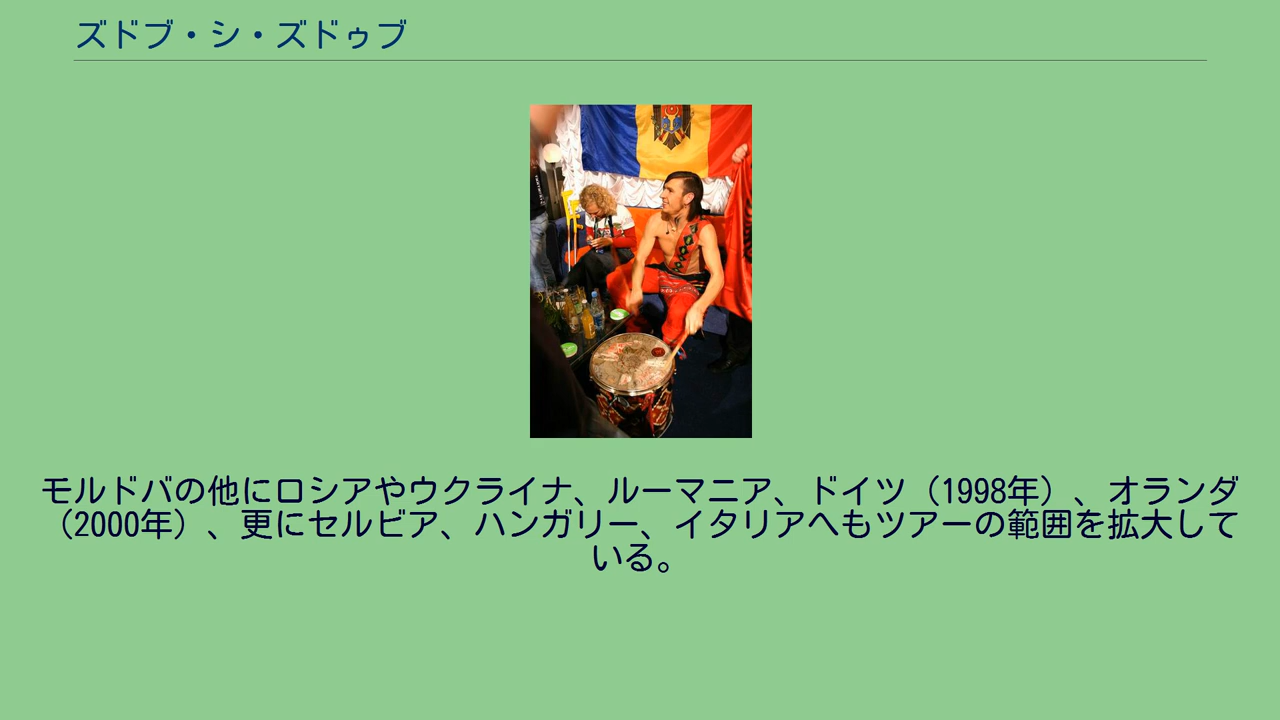 ズドブ・シ・ズドゥブ
モルドバの他にロシアやウクライナ、ルーマニア、ドイツ（1998年）、オランダ
（2000年）、更にセルビア、ハンガリー、イタリアへもツアーの範囲を拡大して
いる。